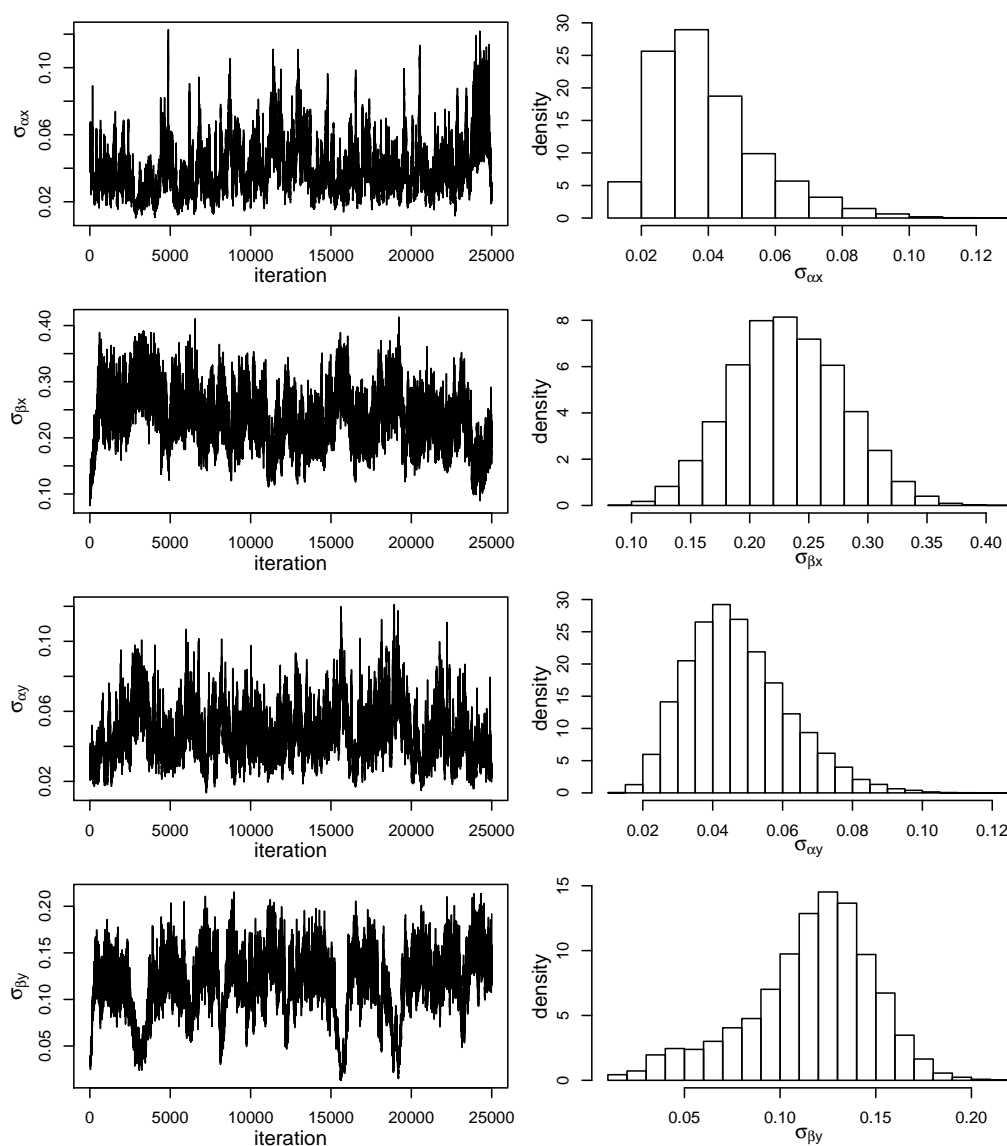 σαx
0.02 0.06 0.10
0 5000 10000 15000 20000 25000
iteration
density
0 5 10 15 20 25 30
0.02 0.04 0.06 0.08 0.10 0.12
σαx
σβx
0.10 0.20 0.30 0.40
0 5000 10000 15000 20000 25000
iteration
density
0 2 4 6 8
0.10 0.15 0.20 0.25 0.30 0.35 0.40
σβx
σαy
0.02 0.06 0.10
0 5000 10000 15000 20000 25000
iteration
density
0 5 10 15 20 25 30
0.02 0.04 0.06 0.08 0.10 0.12
σαy
σβy
0.05 0.10 0.15 0.20
0 5000 10000 15000 20000 25000
iteration
density
0 5 10 15
0.05 0.10 0.15 0.20
σβy